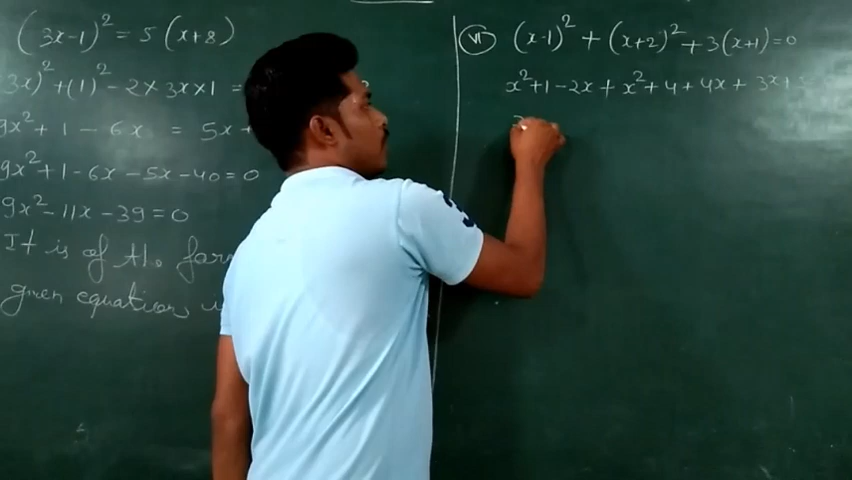 (3x-1)² = 5(x+8)
3x)² + (1)² - 2×3x×1 =
9x² + 1 - 6x = 5x +
9x² + 1 - 6x - 5x - 40 = 0
9x² - 11x - 39 = 0
It is of the for
given equation
VI (x-1)² + (x+2)² + 3(x+1) = 0
x² + 1 - 2x + x² + 4 + 4x + 3x +